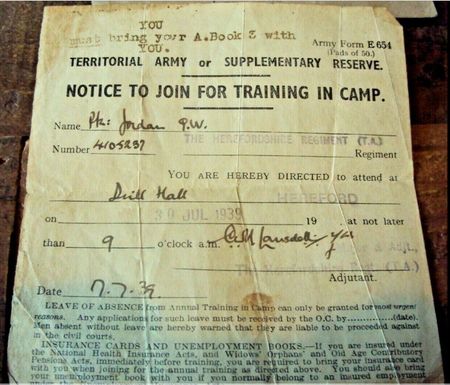 YOU
must bring your A.Book 3 with
YOU.
Army Form E 654
(Pads of 50.)
TERRITORIAL ARMY or SUPPLEMENTARY RESERVE.
NOTICE TO JOIN FOR TRAINING IN CAMP.
Name Pte: Jordan P.W.
THE HEREFORDSHIRE REGIMENT (T.A.)
Number 4105237 Regiment
YOU ARE HEREBY DIRECTED to attend at
Drill Hall HEREFORD
on 30 JUL 1939 19 at not later
than 9 o'clock a.m.
& Adjt.,
The Regiment (T.A.)
Adjutant.
Date 7.7.39.
LEAVE OF ABSENCE from Annual Training in Camp can only be granted for most urgent
reasons. Any applications for such leave must be received by the O.C. by (date).
Men absent without leave are hereby warned that they are liable to be proceeded against
in the civil courts.
INSURANCE CARDS AND UNEMPLOYMENT BOOKS.—If you are insured under
the National Health Insurance Acts, and Widows' Orphans' and Old Age Contributory
Pensions Acts, immediately before training, you are required to bring your insurance card
with you when joining for the annual training as directed above. You should also bring
your unemployment book with you if you normally belong to an insured employment